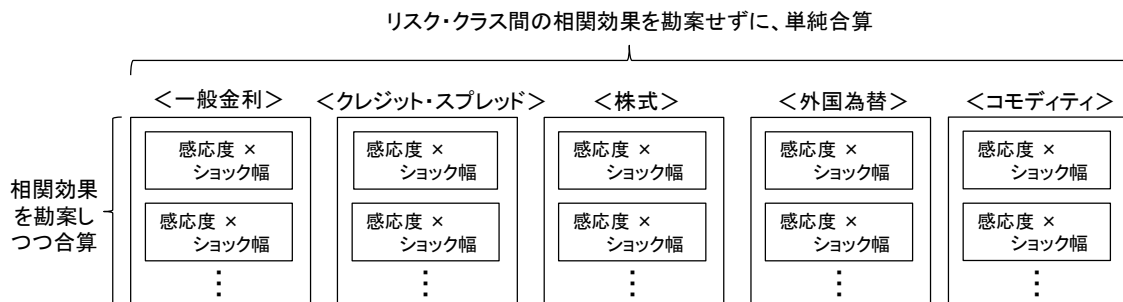 リスク・クラス間の相関効果を勘案せずに、単純合算
＜一般金利＞ ＜クレジット・スプレッド＞ ＜株式＞ ＜外国為替＞ ＜コモディティ＞
相関効果
を勘案し
つつ合算
感応度 ×
ショック幅
感応度 ×
ショック幅
⋮
感応度 ×
ショック幅
感応度 ×
ショック幅
⋮
感応度 ×
ショック幅
感応度 ×
ショック幅
⋮
感応度 ×
ショック幅
感応度 ×
ショック幅
⋮
感応度 ×
ショック幅
感応度 ×
ショック幅
⋮